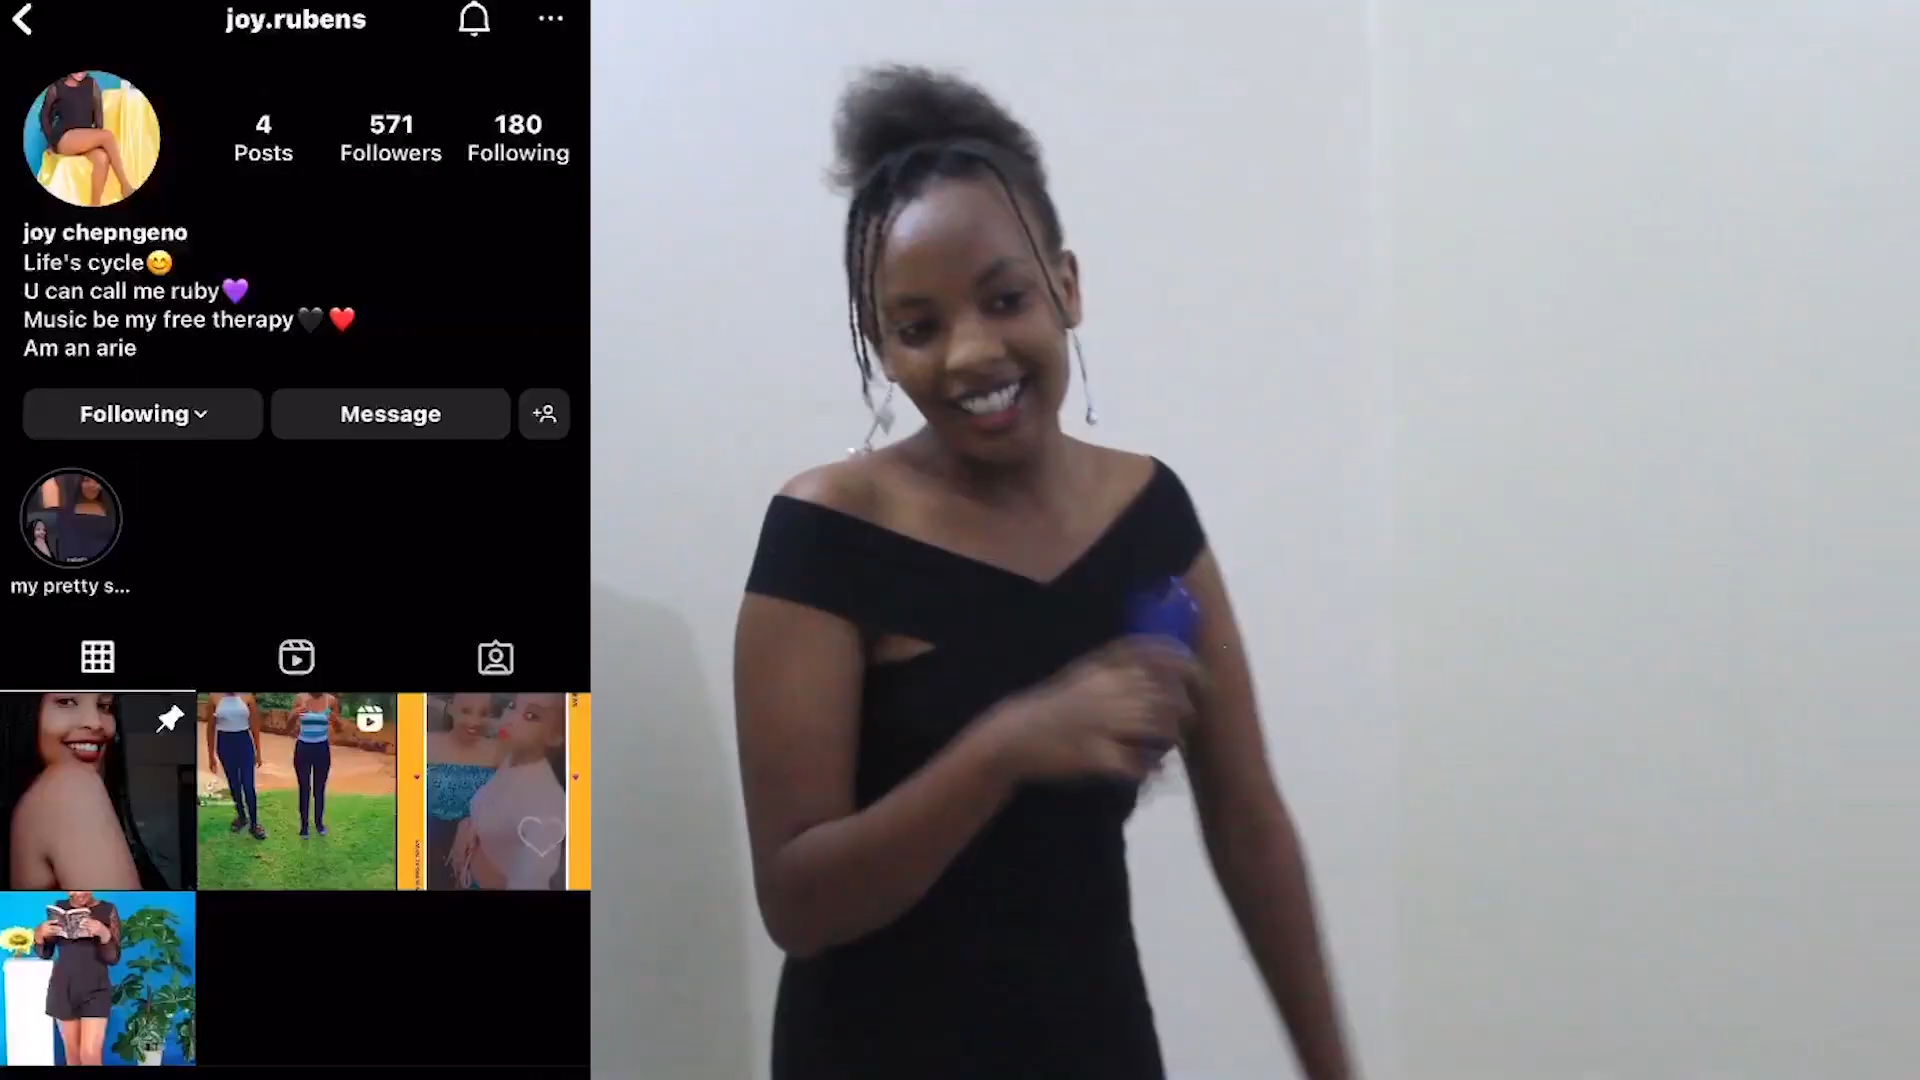 joy.rubens
4 571 180
Posts Followers Following
joy chepngeno
Life's cycle😊
U can call me ruby💜
Music be my free therapy🖤❤️
Am an arie
Following Message
my pretty s...